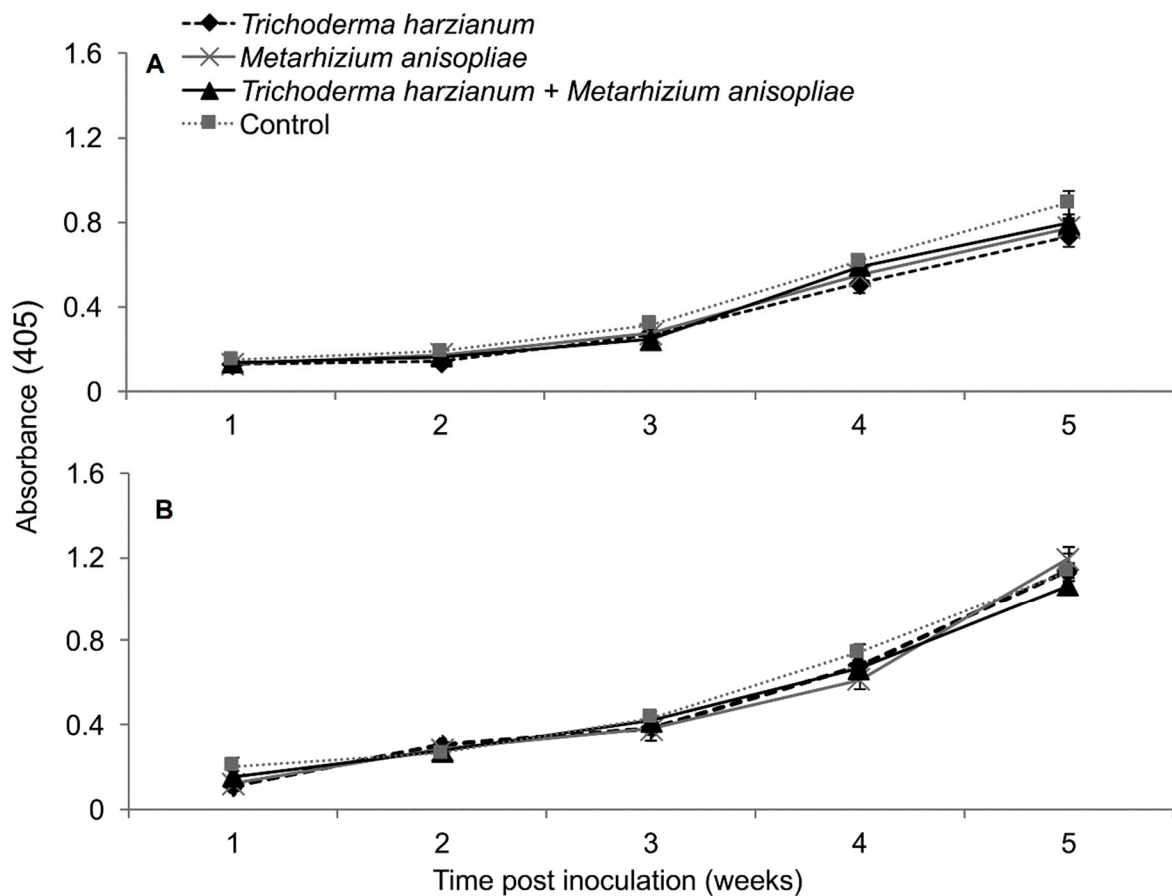 Trichoderma harzianum
Metarhizium anisopliae
Trichoderma harzianum + Metarhizium anisopliae
Control
A
1.6
1.2
0.8
0.4
0
1 2 3 4 5
Absorbance (405)
B
1.6
1.2
0.8
0.4
0
1 2 3 4 5
Time post inoculation (weeks)